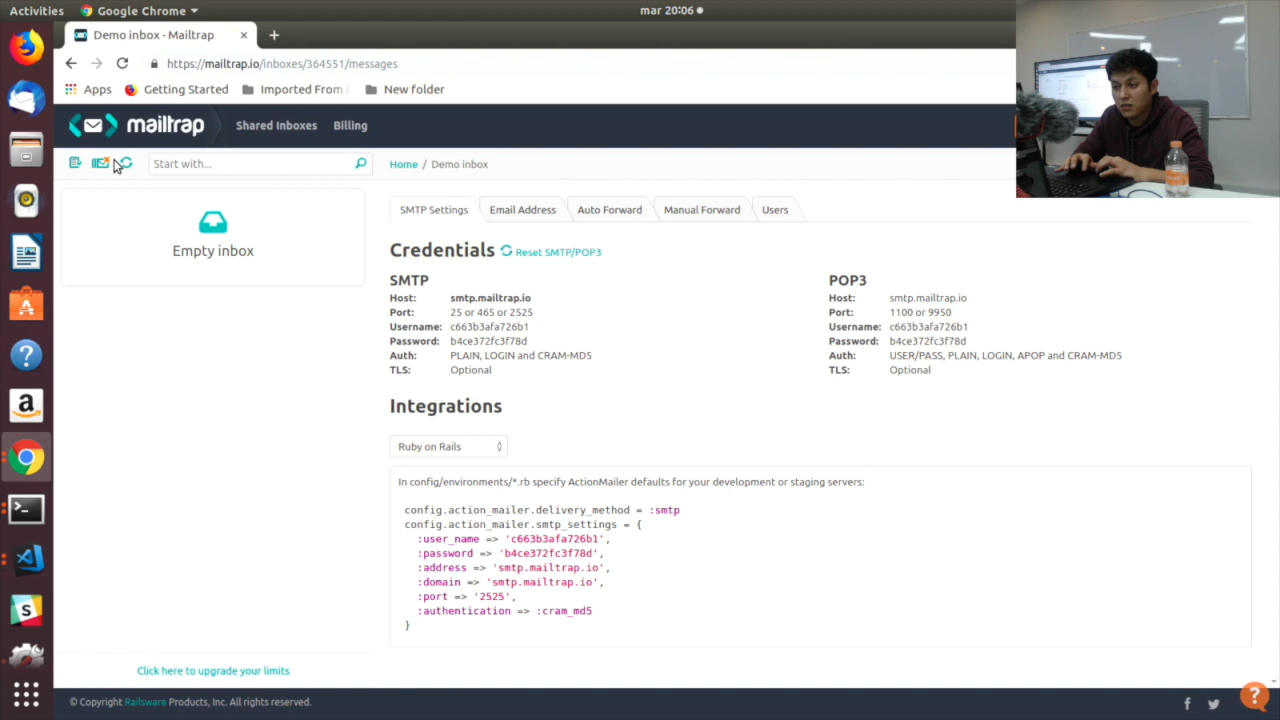 Activities
Google Chrome
mar 20:06
Demo inbox - Mailtrap
https://mailtrap.io/inboxes/364551/messages
Apps
Getting Started
Imported From
New folder
mailtrap
Shared Inboxes
Billing
Start with...
Home / Demo inbox
Empty inbox
SMTP Settings
Email Address
Auto Forward
Manual Forward
Users
Credentials
Reset SMTP/POP3
SMTP
Host: smtp.mailtrap.io
Port: 25 or 465 or 2525
Username: c663b3afa726b1
Password: b4ce372fc3f78d
Auth: PLAIN, LOGIN and CRAM-MD5
TLS: Optional
POP3
Host: smtp.mailtrap.io
Port: 1100 or 9950
Username: c663b3afa726b1
Password: b4ce372fc3f78d
Auth: USER/PASS, PLAIN, LOGIN, APOP and CRAM-MD5
TLS: Optional
Integrations
Ruby on Rails
In config/environments/*.rb specify ActionMailer defaults for your development or staging servers:
config.action_mailer.delivery_method = :smtp
config.action_mailer.smtp_settings = {
:user_name => 'c663b3afa726b1',
:password => 'b4ce372fc3f78d',
:address => 'smtp.mailtrap.io',
:domain => 'smtp.mailtrap.io',
:port => '2525',
:authentication => :cram_md5
}
Click here to upgrade your limits
© Copyright Railsware Products, Inc. All rights reserved.